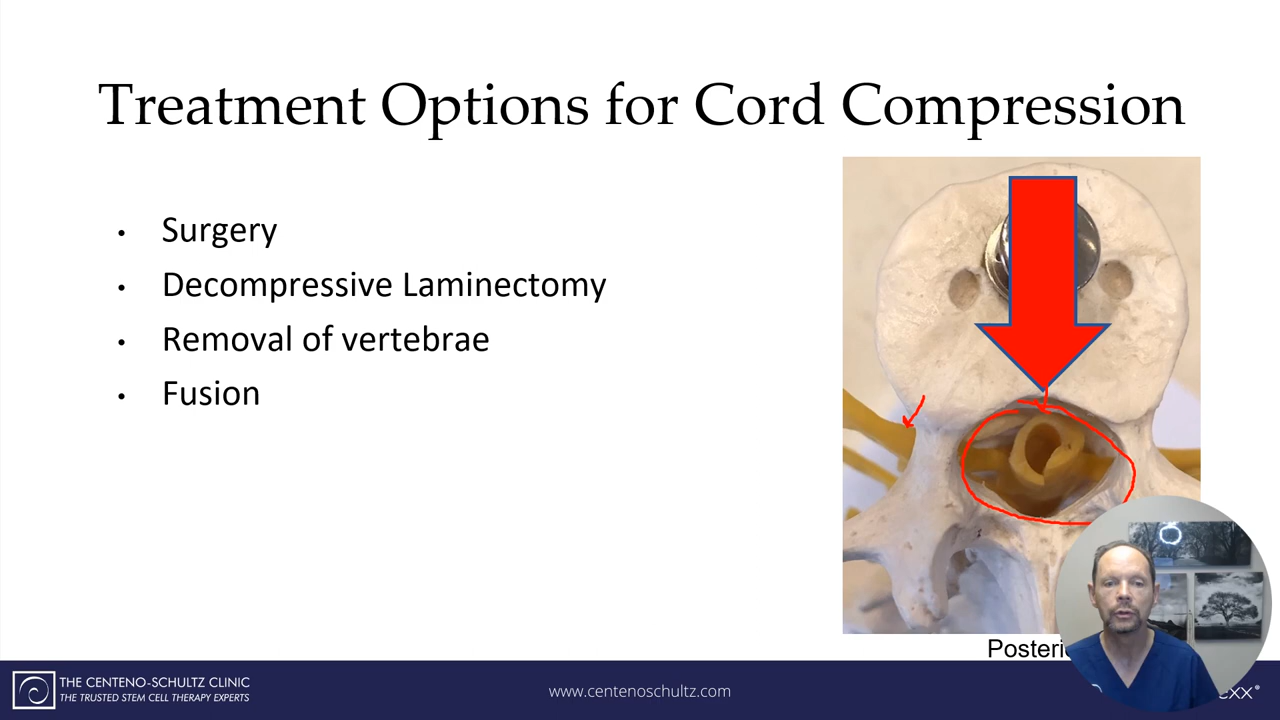 Treatment Options for Cord Compression
• Surgery
• Decompressive Laminectomy
• Removal of vertebrae
• Fusion
THE CENTENO-SCHULTZ CLINIC
THE TRUSTED STEM CELL THERAPY EXPERTS
www.centenoschultz.com